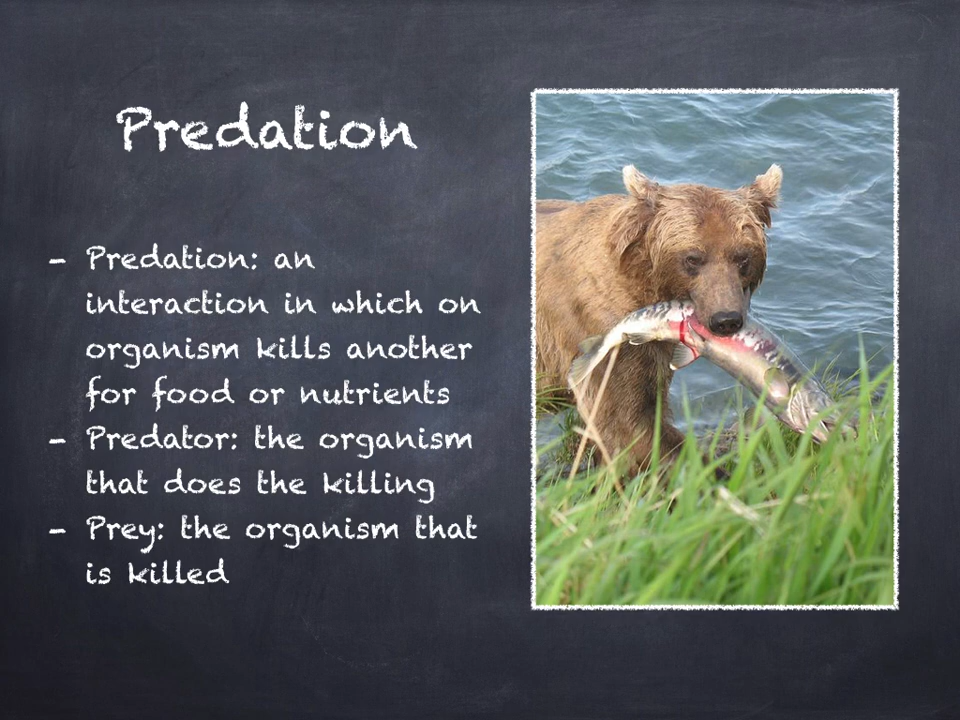 Predation
- Predation: an
interaction in which on
organism kills another
for food or nutrients
- Predator: the organism
that does the killing
- Prey: the organism that
is killed